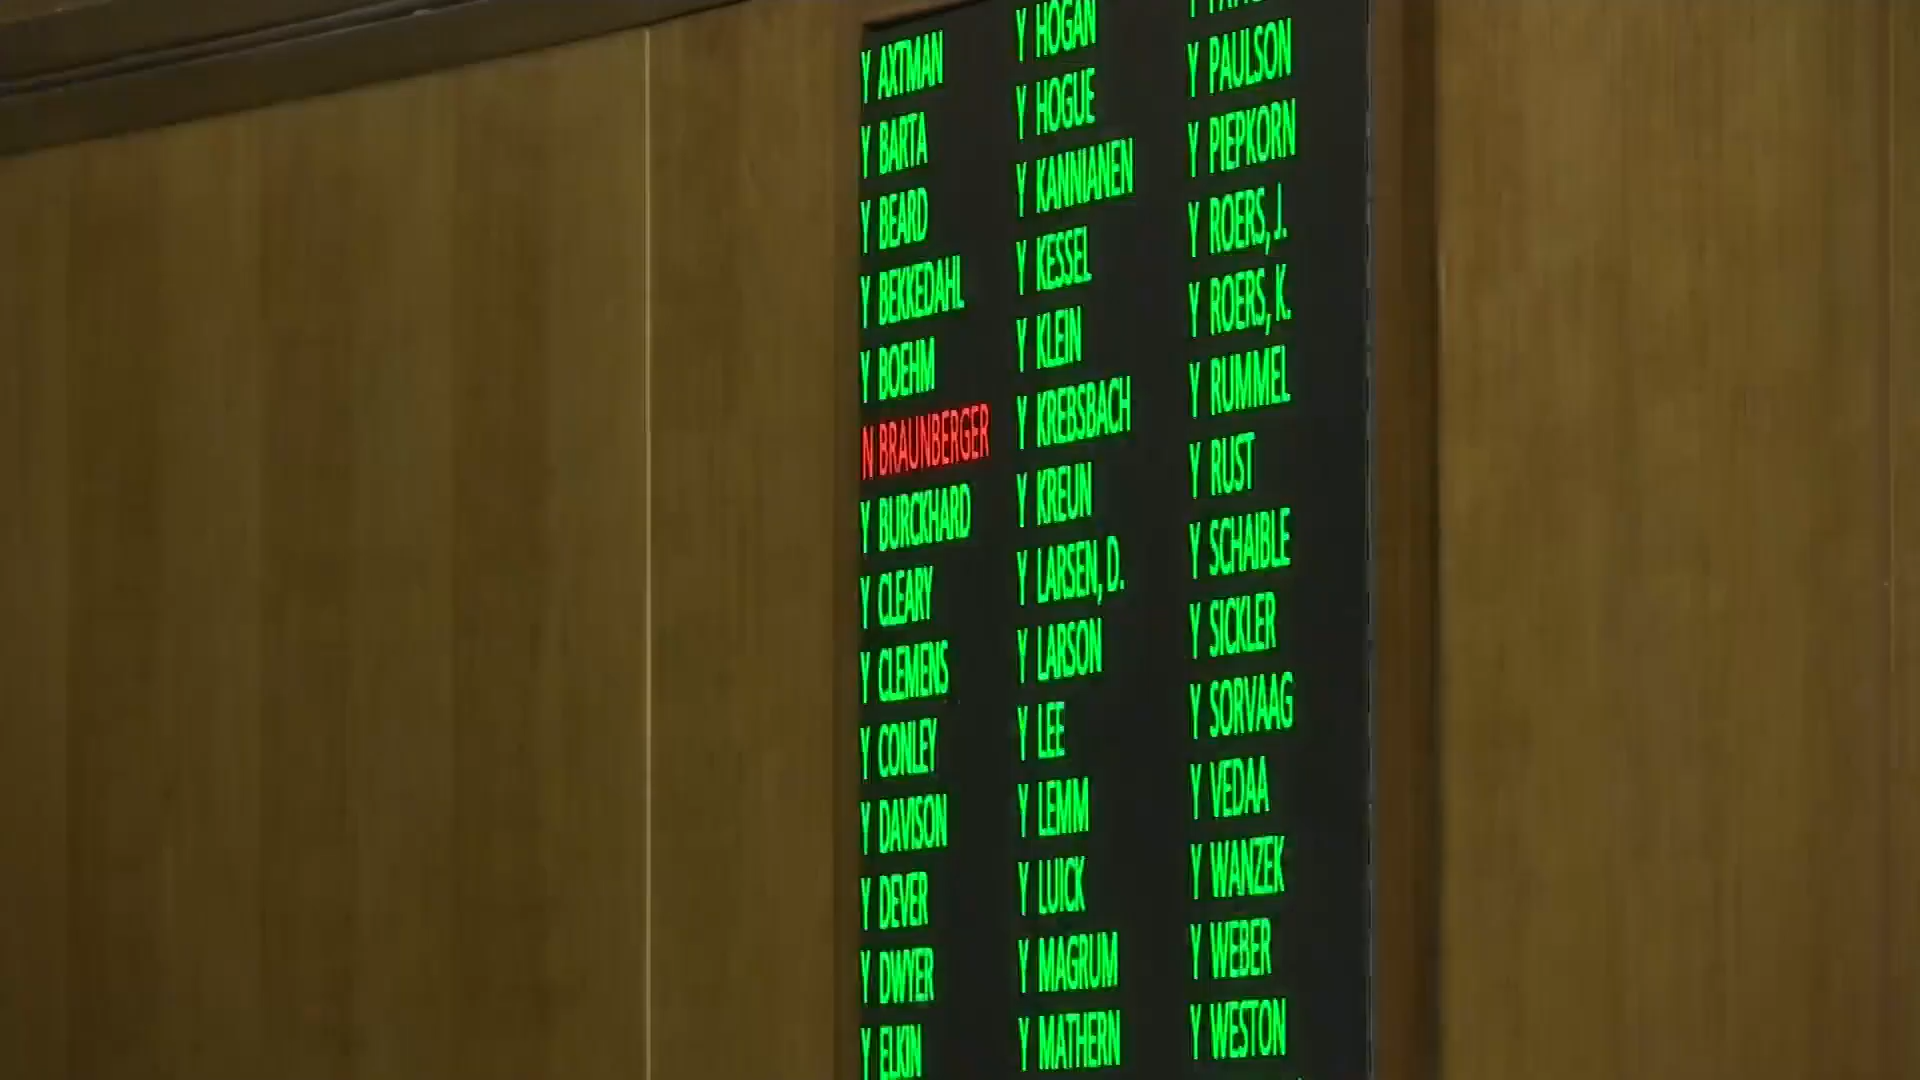 Y AXTMAN
Y BARTA
Y BEARD
Y BEKKEDAHL
Y BOEHM
N BRAUNBERGER
Y BURCKHARD
Y CLEARY
Y CLEMENS
Y CONLEY
Y DAVISON
Y DEVER
Y DWYER
Y ELKIN
Y HOGAN
Y HOGUE
Y KANNIANEN
Y KESSEL
Y KLEIN
Y KREBSBACH
Y KREUN
Y LARSEN, D.
Y LARSON
Y LEE
Y LEMM
Y LUICK
Y MAGRUM
Y MATHERN
Y PAULSON
Y PIEPKORN
Y ROERS, J.
Y ROERS, K.
Y RUMMEL
Y RUST
Y SCHAIBLE
Y SICKLER
Y SORVAAG
Y VEDAA
Y WANZEK
Y WEBER
Y WESTON